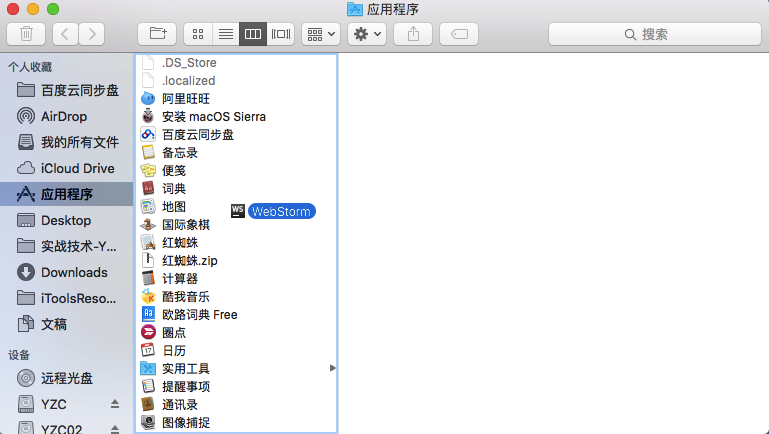 应用程序
搜索
个人收藏
百度云同步盘
AirDrop
我的所有文件
iCloud Drive
应用程序
Desktop
实战技术-Y...
Downloads
iToolsReso...
文稿
设备
远程光盘
YZC
YZC02
.DS_Store
.localized
阿里旺旺
安装 macOS Sierra
百度云同步盘
备忘录
便笺
词典
地图
WS WebStorm
国际象棋
红蜘蛛
红蜘蛛.zip
计算器
酷我音乐
欧路词典 Free
圈点
17 日历
实用工具
提醒事项
通讯录
图像捕捉